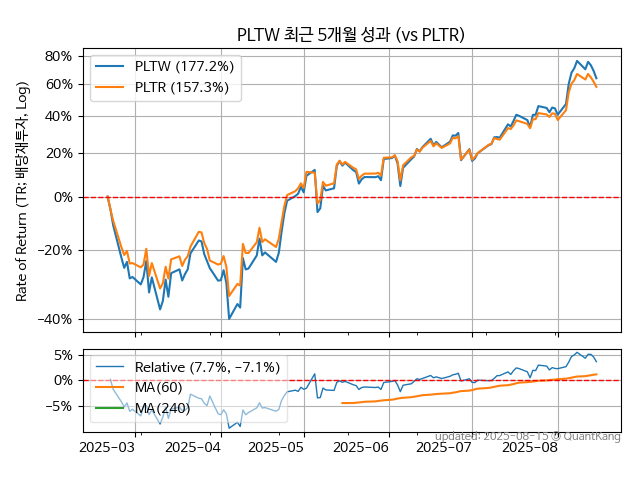 PLTW 최근 5개월 성과 (vs PLTR)
Rate of Return (TR: 배당재투자, Log)
80%
60%
40%
20%
0%
−20%
−40%
PLTW (177.2%)
PLTR (157.3%)
5%
0%
−5%
Relative (7.7%, −7.1%)
MA(60)
MA(240)
2025−03
2025−04
2025−05
2025−06
2025−07
2025−08
updated: 2025−08−15 © QuantKang